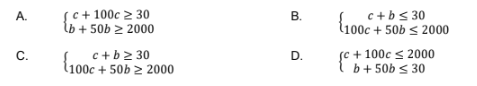 A. { c + 100c ≥ 30 B. { c + b ≤ 30
b + 50b ≥ 2000 100c + 50b ≤ 2000
C. { c + b ≥ 30 D. { c + 100c ≤ 2000
100c + 50b ≥ 2000 b + 50b ≤ 30